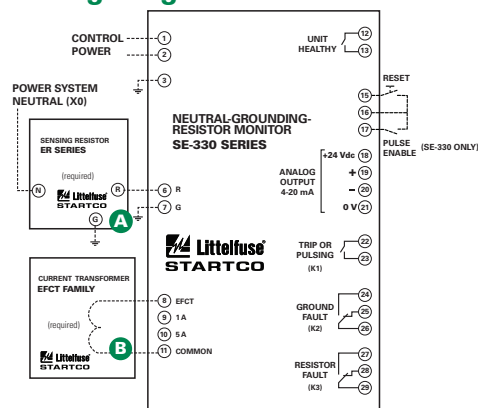 CONTROL
POWER
1
2
3
POWER SYSTEM
NEUTRAL (X0)
SENSING RESISTOR
ER SERIES
(required)
N
R
Littelfuse®
STARTCO
G
A
6 R
7 G
CURRENT TRANSFORMER
EFCT FAMILY
(required)
Littelfuse®
STARTCO
B
8 EFCT
9 1 A
10 5 A
11 COMMON
NEUTRAL-GROUNDING-
RESISTOR MONITOR
SE-330 SERIES
Littelfuse®
STARTCO
UNIT
HEALTHY
12
13
RESET
15
16
17
PULSE
ENABLE (SE-330 ONLY)
ANALOG
OUTPUT
4-20 mA
+24 Vdc 18
+ 19
– 20
0 V 21
TRIP OR
PULSING
(K1)
22
23
GROUND
FAULT
(K2)
24
25
26
RESISTOR
FAULT
(K3)
27
28
29